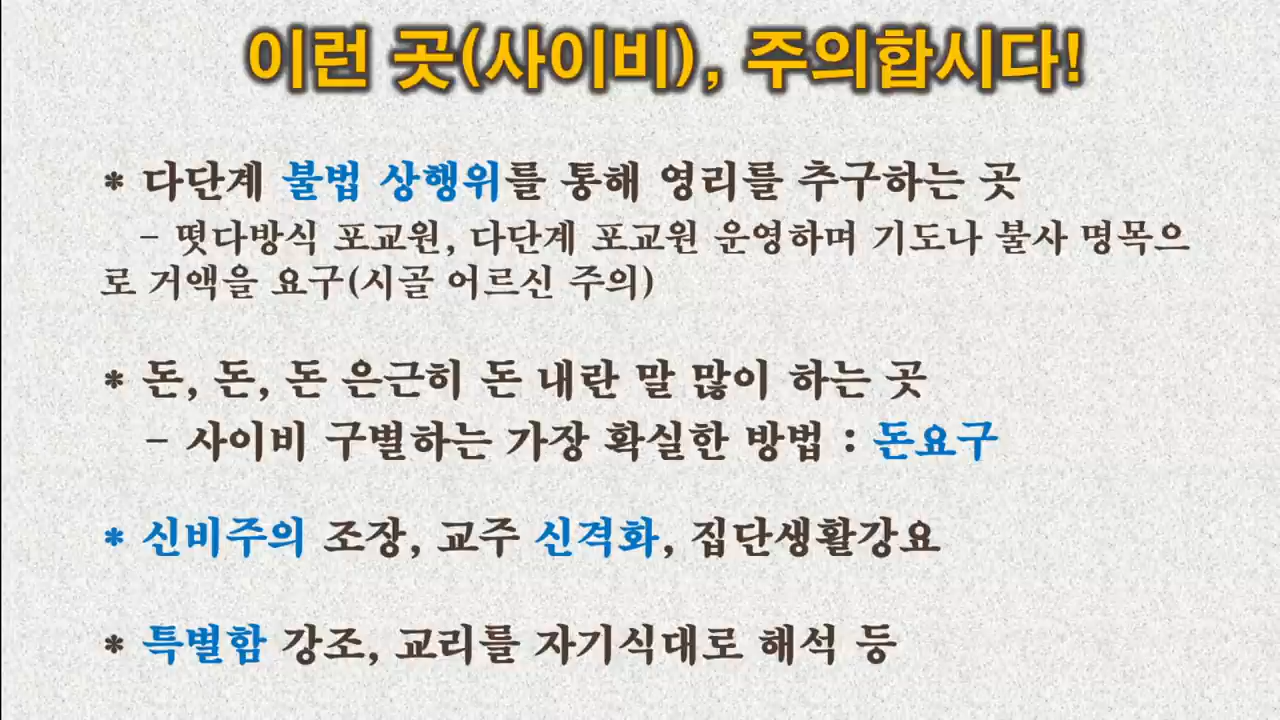 이런 곳(사이비), 주의합시다!
* 다단계 불법 상행위를 통해 영리를 추구하는 곳
- 떳다방식 포교원, 다단계 포교원 운영하며 기도나 불사 명목으
로 거액을 요구(시골 어르신 주의)
* 돈, 돈, 돈 은근히 돈 내란 말 많이 하는 곳
- 사이비 구별하는 가장 확실한 방법 : 돈요구
* 신비주의 조장, 교주 신격화, 집단생활강요
* 특별함 강조, 교리를 자기식대로 해석 등